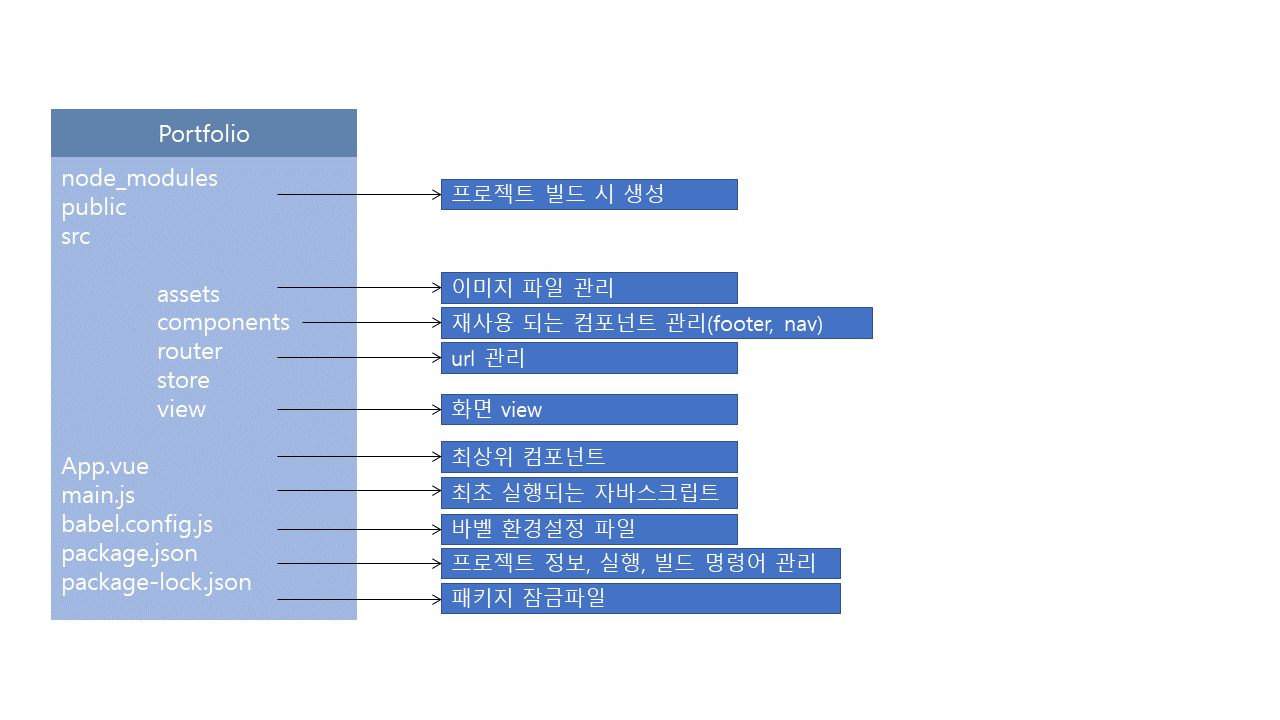 Portfolio
node_modules
public
src
assets
components
router
store
view
App.vue
main.js
babel.config.js
package.json
package-lock.json
프로젝트 빌드 시 생성
이미지 파일 관리
재사용 되는 컴포넌트 관리(footer, nav)
url 관리
화면 view
최상위 컴포넌트
최초 실행되는 자바스크립트
바벨 환경설정 파일
프로젝트 정보, 실행, 빌드 명령어 관리
패키지 잠금파일